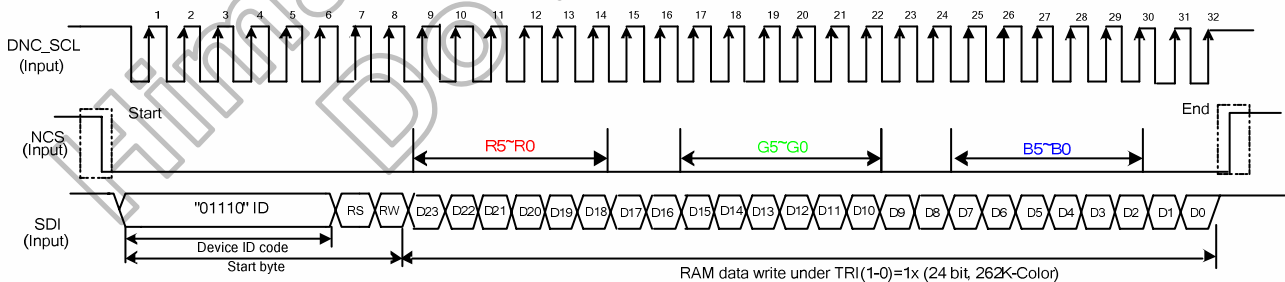 1 2 3 4 5 6 7 8 9 10 11 12 13 14 15 16 17 18 19 20 21 22 23 24 25 26 27 28 29 30 31 32
DNC_SCL
(Input)
Start
End
NCS
(Input)
R5~R0
G5~G0
B5~B0
SDI
(Input)
"01110" ID
RS
RW
D23 D22 D21 D20 D19 D18 D17 D16 D15 D14 D13 D12 D11 D10 D9 D8 D7 D6 D5 D4 D3 D2 D1 D0
Device ID code
Start byte
RAM data write under TRI(1-0)=1x (24 bit, 262K-Color)